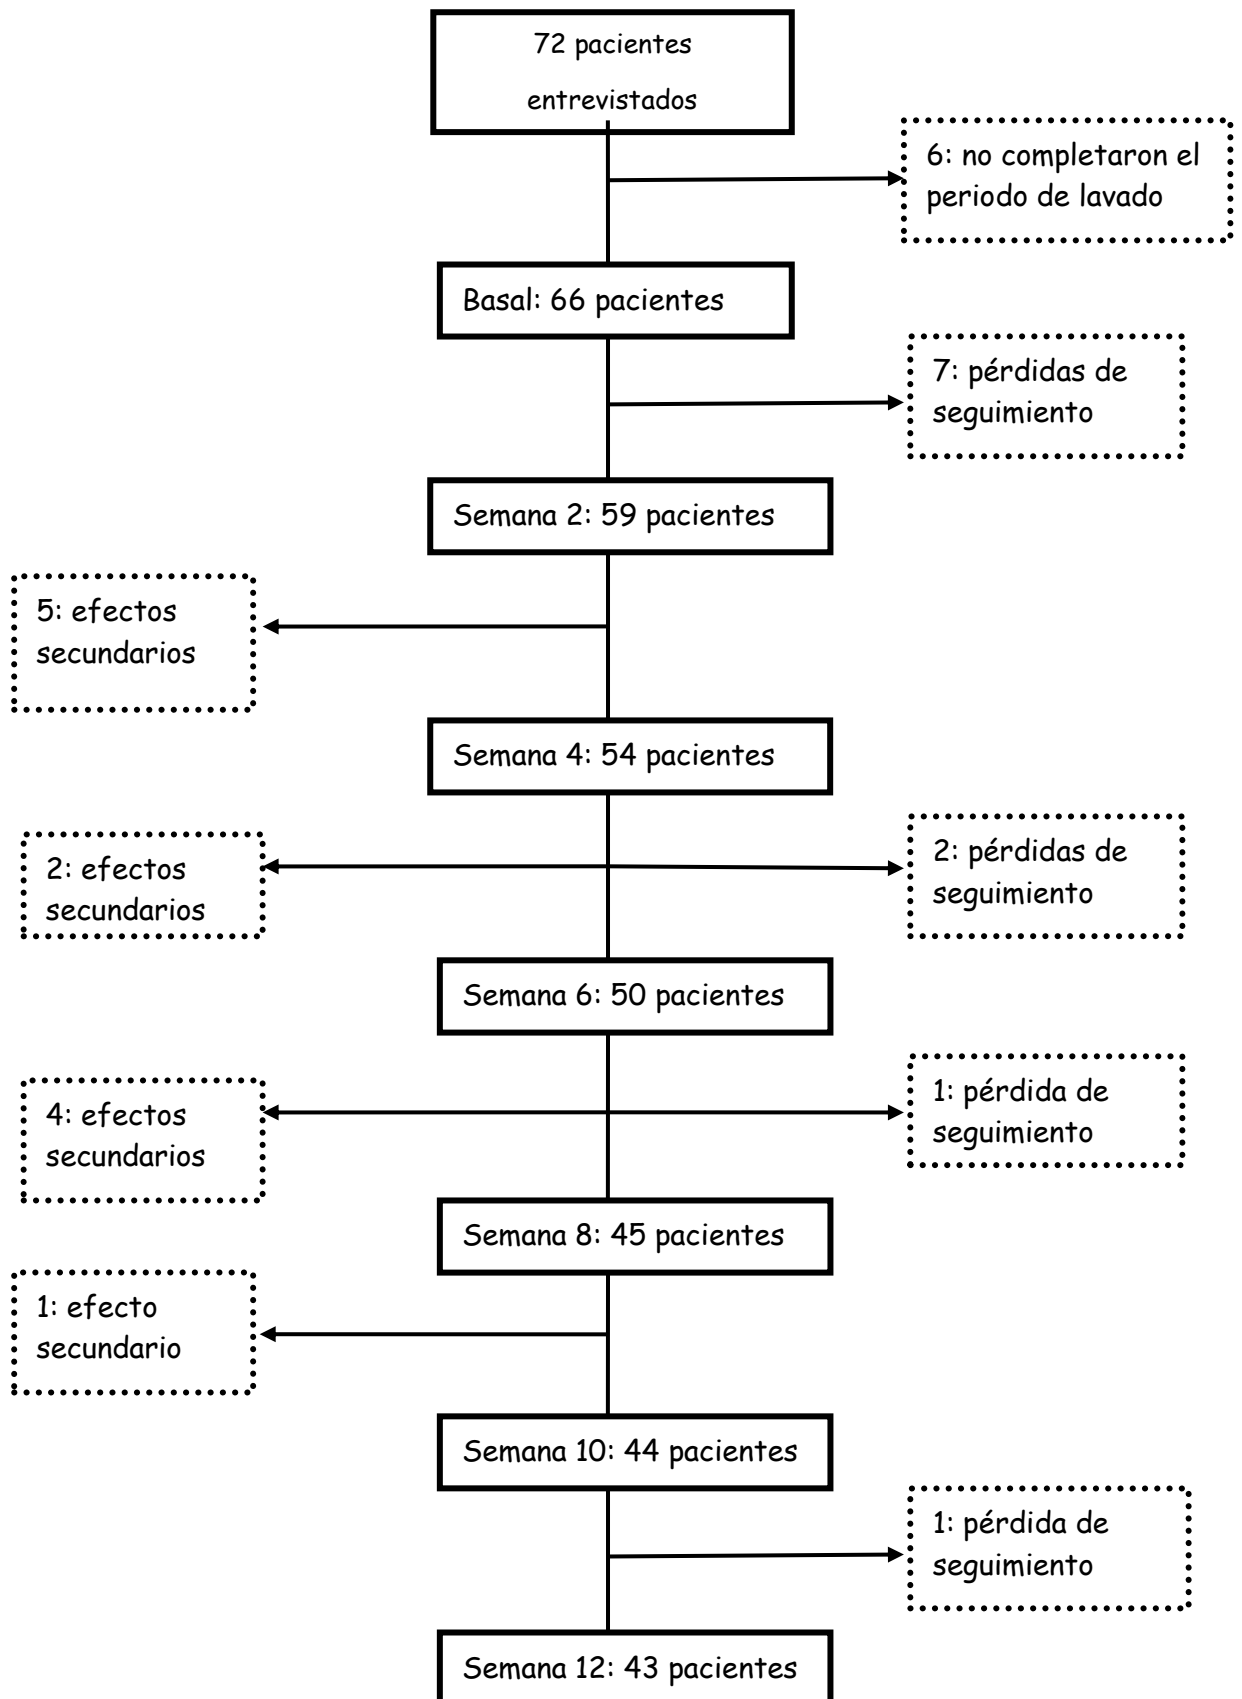 72 pacientes
entrevistados
6: no completaron el
periodo de lavado
Basal: 66 pacientes
7: pérdidas de
seguimiento
Semana 2: 59 pacientes
5: efectos
secundarios
Semana 4: 54 pacientes
2: efectos
secundarios
2: pérdidas de
seguimiento
Semana 6: 50 pacientes
4: efectos
secundarios
1: pérdida de
seguimiento
Semana 8: 45 pacientes
1: efecto
secundario
Semana 10: 44 pacientes
1: pérdida de
seguimiento
Semana 12: 43 pacientes